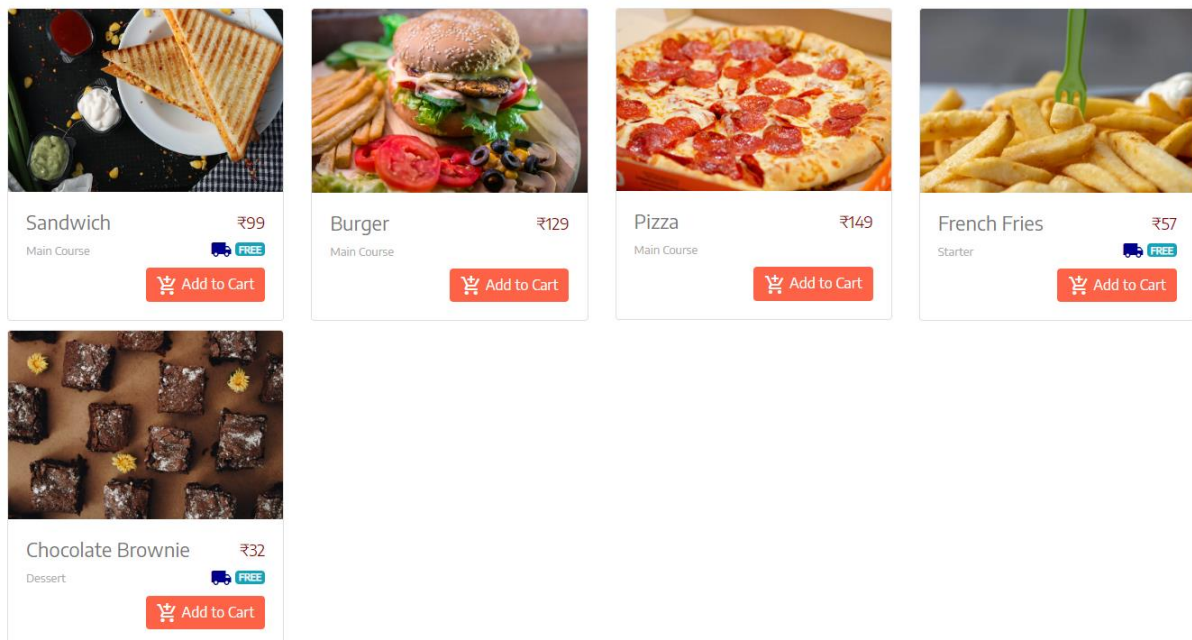 Sandwich ₹99
Main Course FREE
Add to Cart
Burger ₹129
Main Course
Add to Cart
Pizza ₹149
Main Course
Add to Cart
French Fries ₹57
Starter FREE
Add to Cart
Chocolate Brownie ₹32
Dessert FREE
Add to Cart